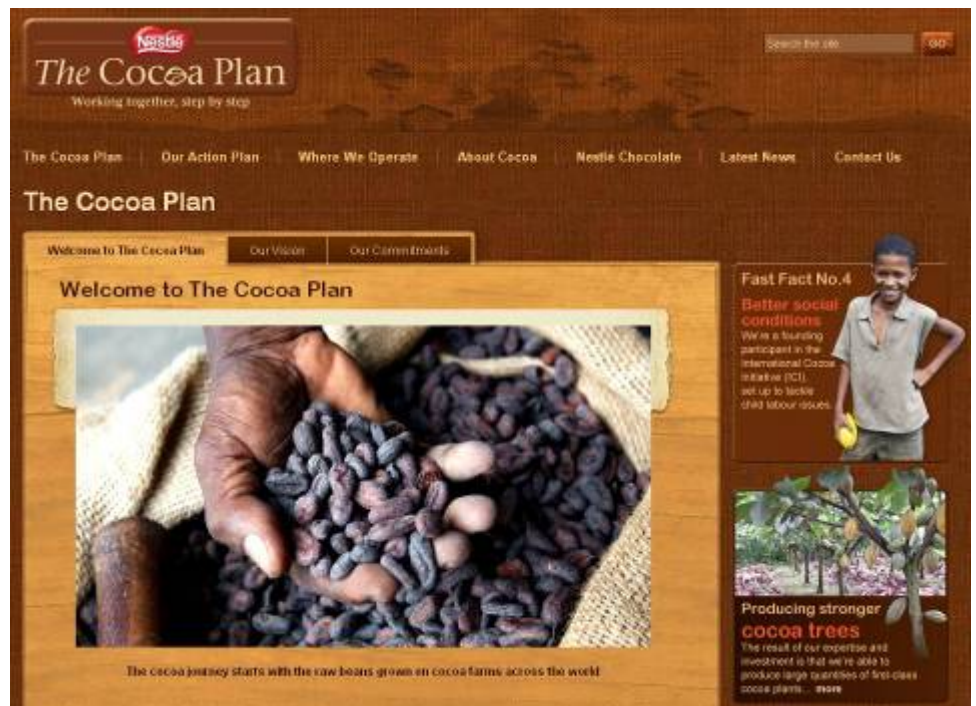 Nestlé
The Cocoa Plan
Working together, step by step
Search the site
GO
The Cocoa Plan
Our Action Plan
Where We Operate
About Cocoa
Nestlé Chocolate
Latest News
Contact Us
The Cocoa Plan
Welcome to The Cocoa Plan
Our Vision
Our Commitments
Welcome to The Cocoa Plan
The cocoa journey starts with the raw beans grown on cocoa farms across the world
Fast Fact No.4
Better social
conditions
We're a founding
participant in the
International Cocoa
Initiative (ICI),
set up to tackle
child labour issues.
Producing stronger
cocoa trees
The result of our expertise and
investment is that we're able to
produce large quantities of first-class
cocoa plants... more